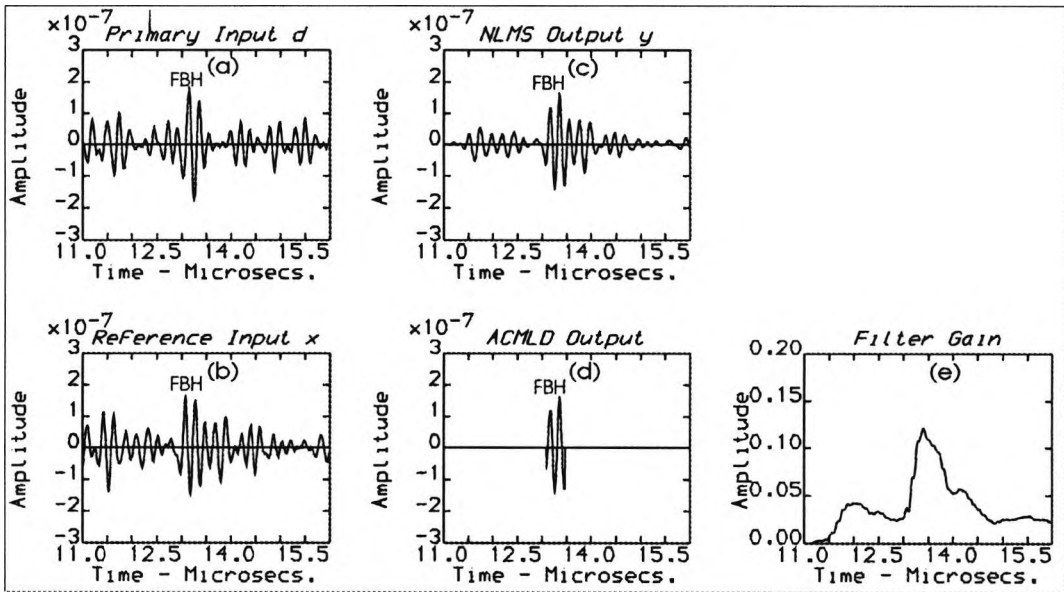 ×10-7
Primary Input d
(a)
FBH
3
2
1
0
-1
-2
-3
Amplitude
11.0 12.5 14.0 15.5
Time - Microsecs.
×10-7
NLMS Output y
(c)
FBH
3
2
1
0
-1
-2
-3
Amplitude
11.0 12.5 14.0 15.5
Time - Microsecs.
×10-7
Reference Input x
(b)
FBH
3
2
1
0
-1
-2
-3
Amplitude
11.0 12.5 14.0 15.5
Time - Microsecs.
×10-7
ACMLD Output
(d)
FBH
3
2
1
0
-1
-2
-3
Amplitude
11.0 12.5 14.0 15.5
Time - Microsecs.
Filter Gain
(e)
0.20
0.15
0.10
0.05
0.00
Amplitude
11.0 12.5 14.0 15.5
Time - Microsecs.